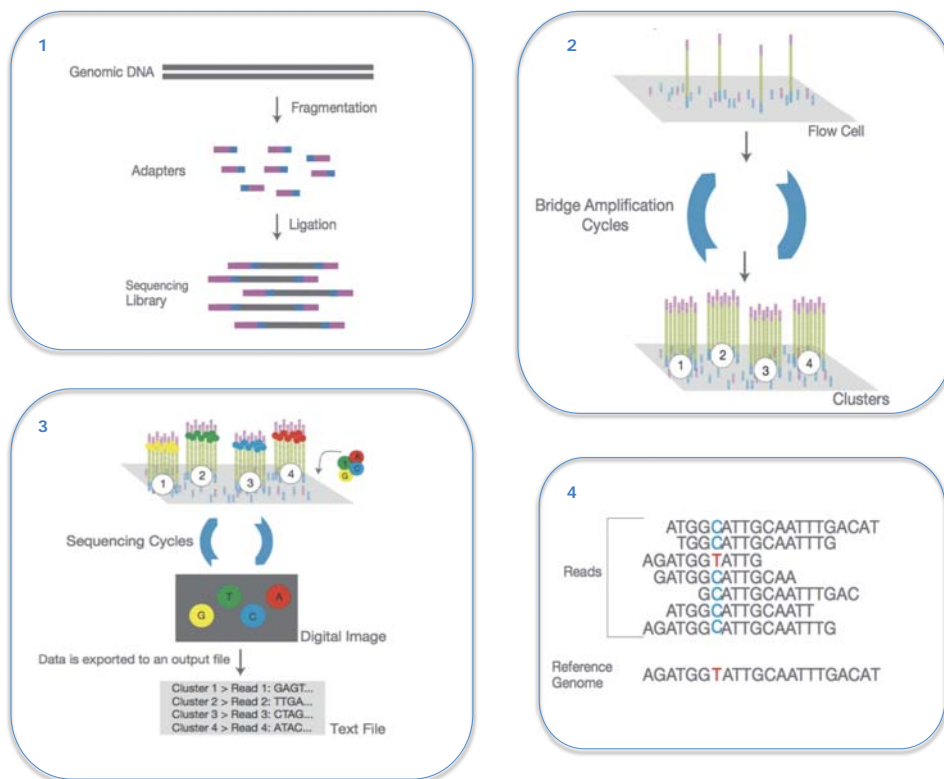 1
Genomic DNA
Fragmentation
Adapters
Ligation
Sequencing
Library
2
Flow Cell
Bridge Amplification
Cycles
1
2
3
4
Clusters
3
1
2
3
4
A
T
C
G
Sequencing Cycles
G
T
C
A
Digital Image
Data is exported to an output file
Cluster 1 > Read 1: GAGT...
Cluster 2 > Read 2: TTGA...
Cluster 3 > Read 3: CTAG...
Cluster 4 > Read 4: ATAC...
Text File
4
Reads
ATGGCATTGCAATTTGACAT
TGGCATTGCAATTTG
AGATGGTATTG
GATGGCATTGCAA
GCATTGCAATTTGAC
ATGGCATTGCAATT
AGATGGCATTGCAATTTG
Reference
Genome
AGATGGTATTGCAATTTGACAT